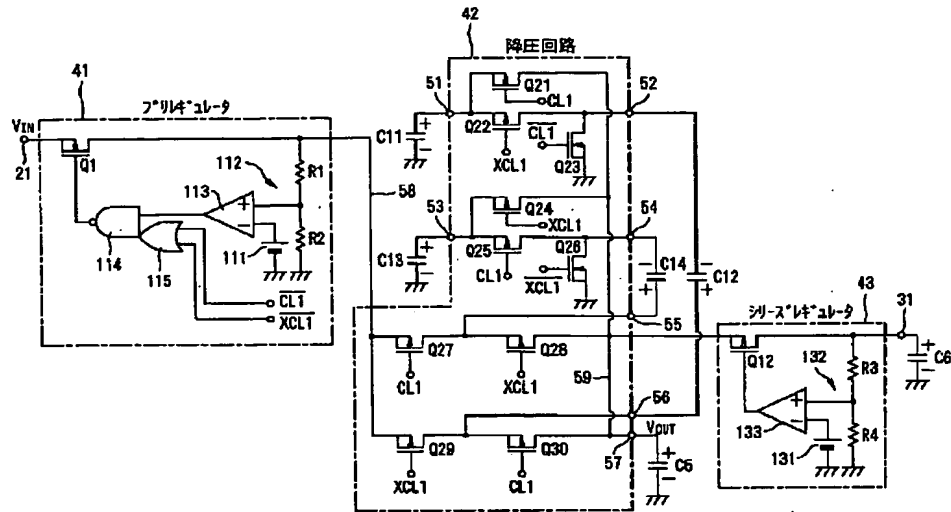 42
降圧回路
41
プリレギュレータ
VIN
21
Q1
112
113
R1
R2
114
115
111
CL1
XCL1
58
51
52
Q21
CL1
Q22
C11
+
-
XCL1
CL1
Q23
53
54
Q24
XCL1
Q25
C13
+
-
CL1
Q26
XCL1
C14
-
+
C12
-
+
55
Q27
CL1
Q28
XCL1
59
56
VOUT
57
Q29
XCL1
Q30
CL1
C5
+
-
43
シリーズレギュレータ
31
Q12
132
R3
R4
133
131
+
-
C6
+
-